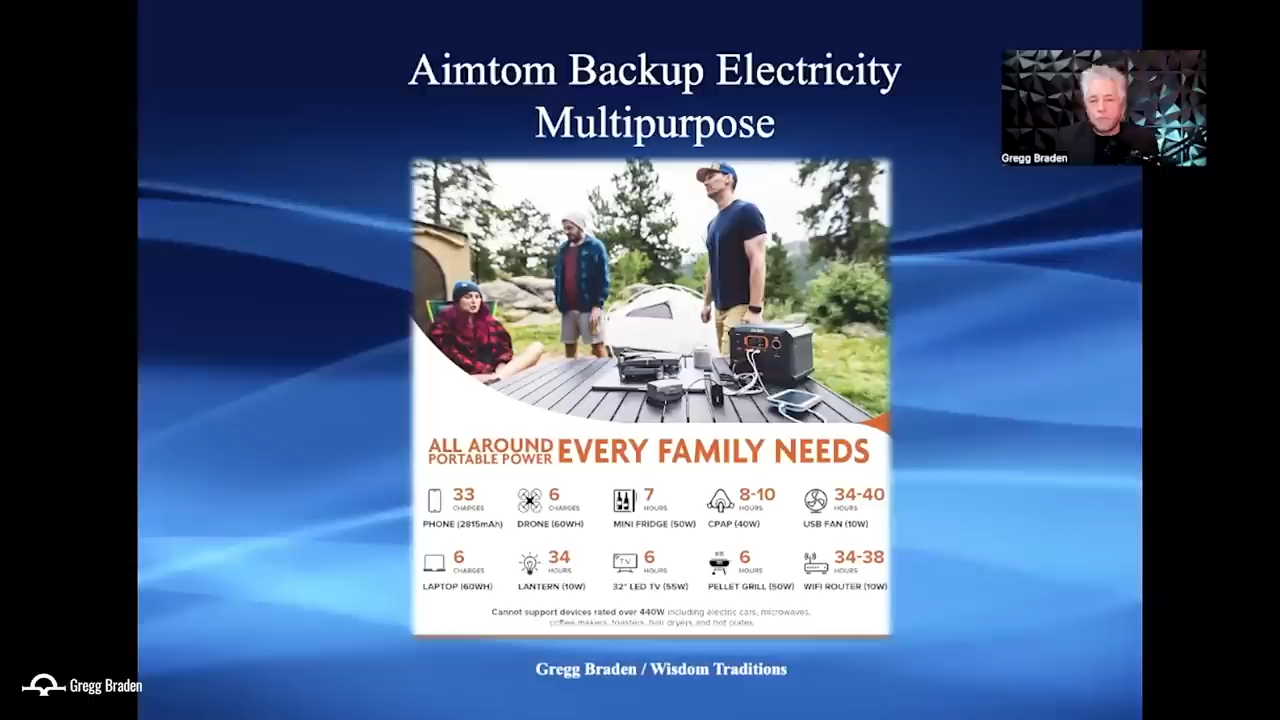 Aimtom Backup Electricity
Multipurpose
Gregg Braden
ALL AROUND
PORTABLE POWER
EVERY FAMILY NEEDS
33
CHARGES
PHONE (2815mAh)
6
CHARGES
DRONE (60WH)
7
HOURS
MINI FRIDGE (50W)
8-10
HOURS
CPAP (40W)
34-40
HOURS
USB FAN (10W)
6
CHARGES
LAPTOP (60WH)
34
HOURS
LANTERN (10W)
TV
6
HOURS
32" LED TV (55W)
6
HOURS
PELLET GRILL (50W)
34-38
HOURS
WIFI ROUTER (10W)
Cannot support devices rated over 440W including electric cars, microwaves,
coffee makers, toasters, hair dryers and hot plates.
Gregg Braden / Wisdom Traditions
Gregg Braden